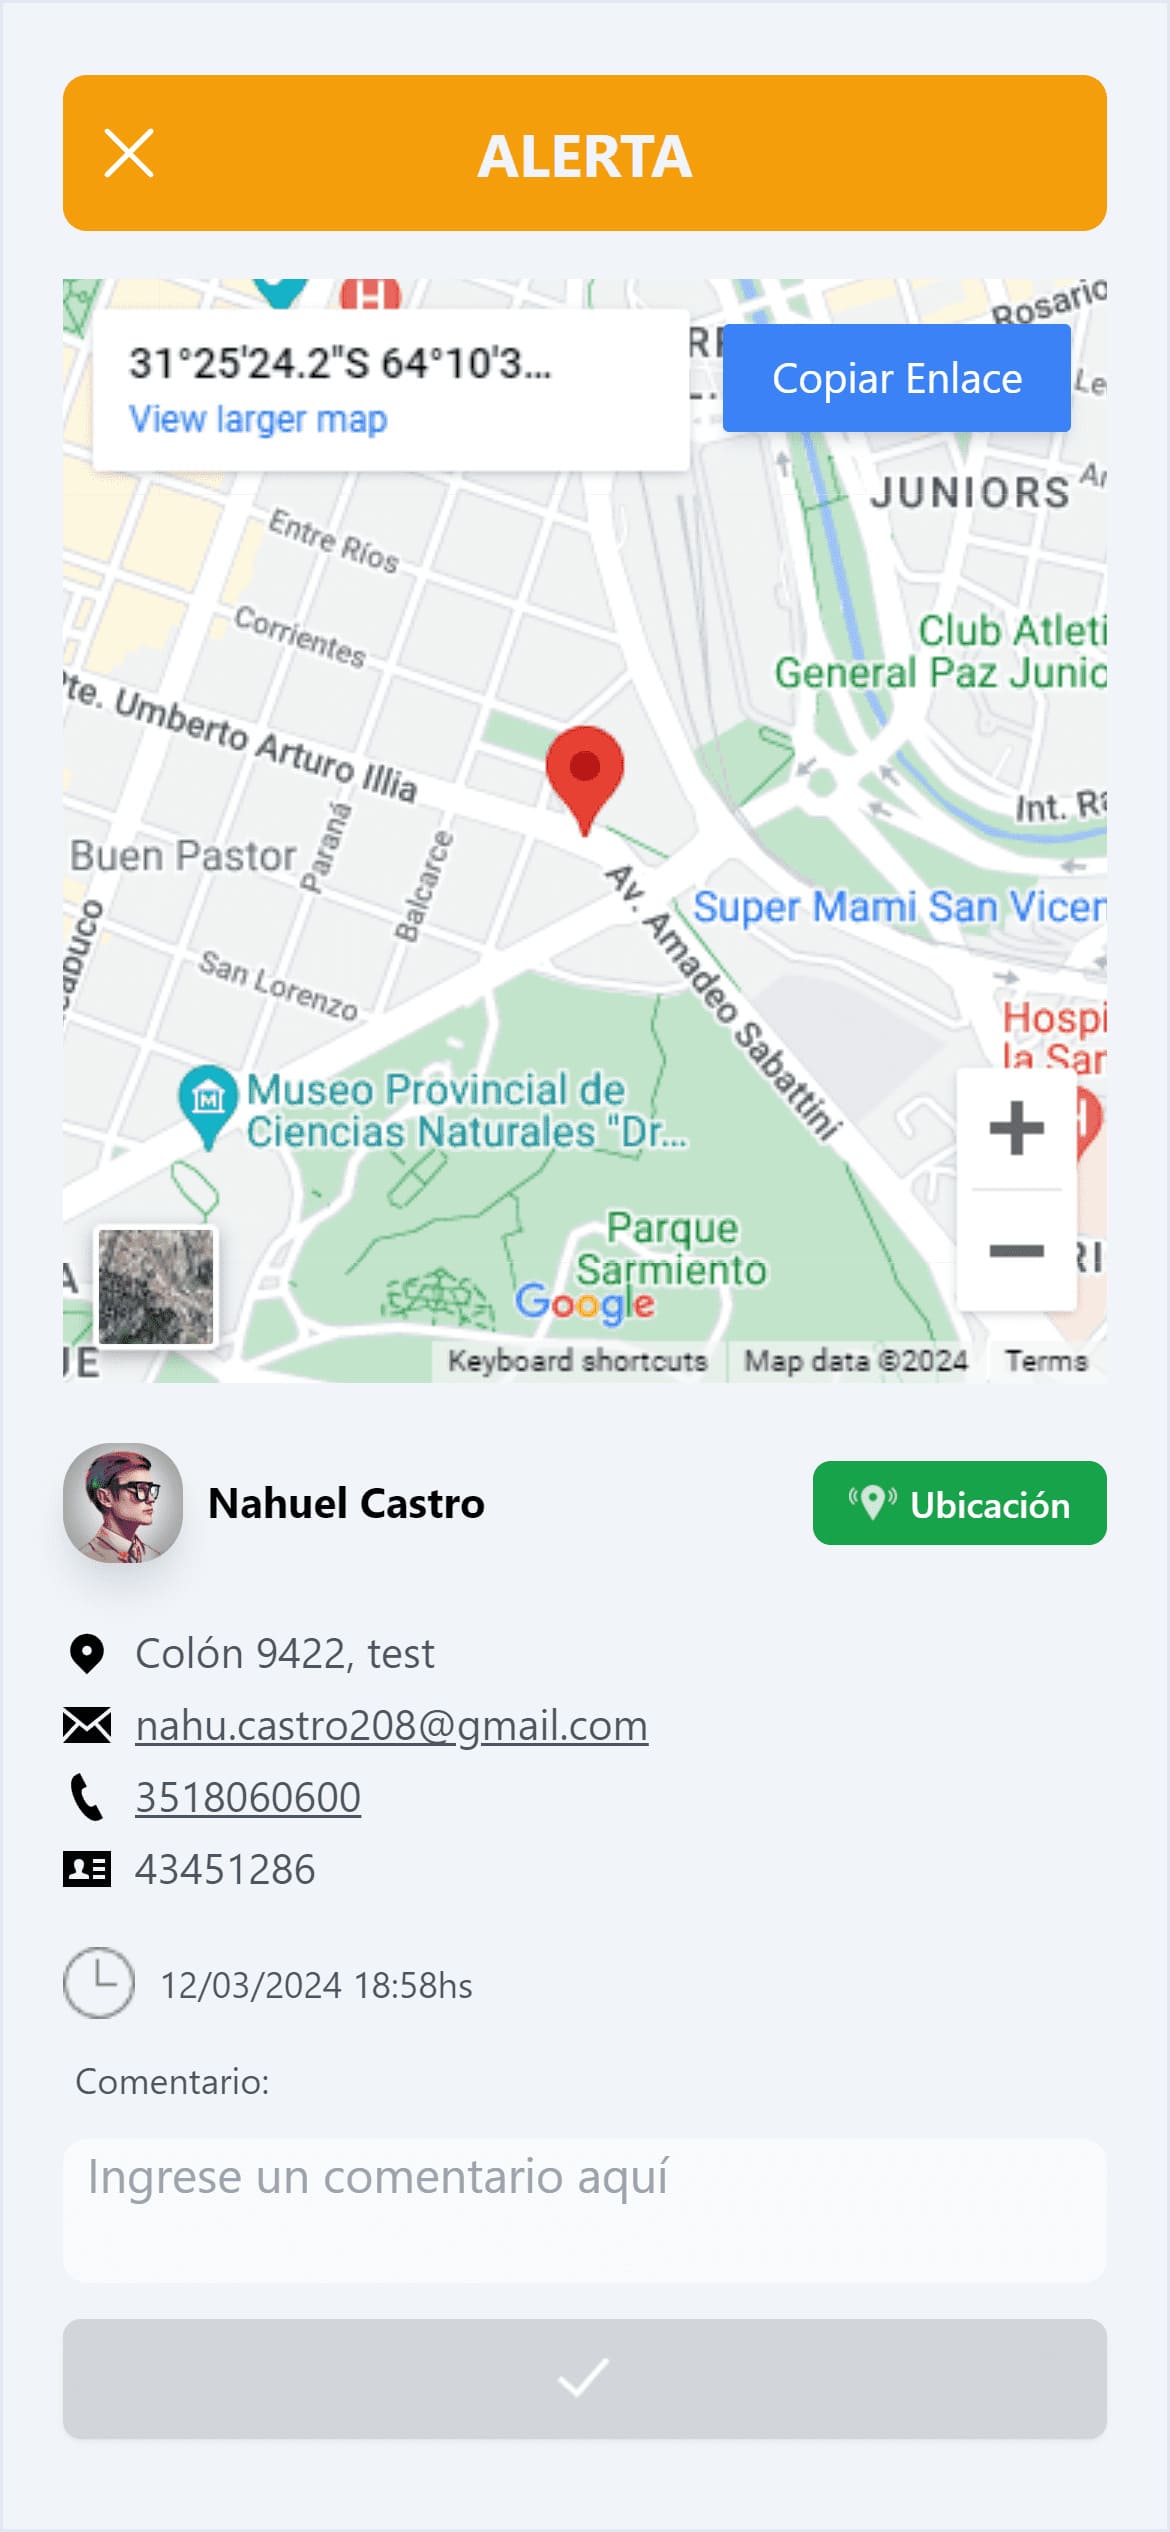 ALERTA
Rosario
31°25'24.2"S 64°10'3...
View larger map
Copiar Enlace
JUNIORS
Entre Ríos
Corrientes
Club Atleti
General Paz Junio
te. Umberto Arturo Illia
Int. Ra
Paraná
Buen Pastor
Balcarce
Av. Amadeo Sabattini
Super Mami San Vicen
abuco
San Lorenzo
Hospi
la San
Museo Provincial de
Ciencias Naturales "Dr...
Parque
Sarmiento
Google
Keyboard shortcuts
Map data ©2024
Terms
Nahuel Castro
Ubicación
Colón 9422, test
nahu.castro208@gmail.com
3518060600
43451286
12/03/2024 18:58hs
Comentario:
Ingrese un comentario aquí